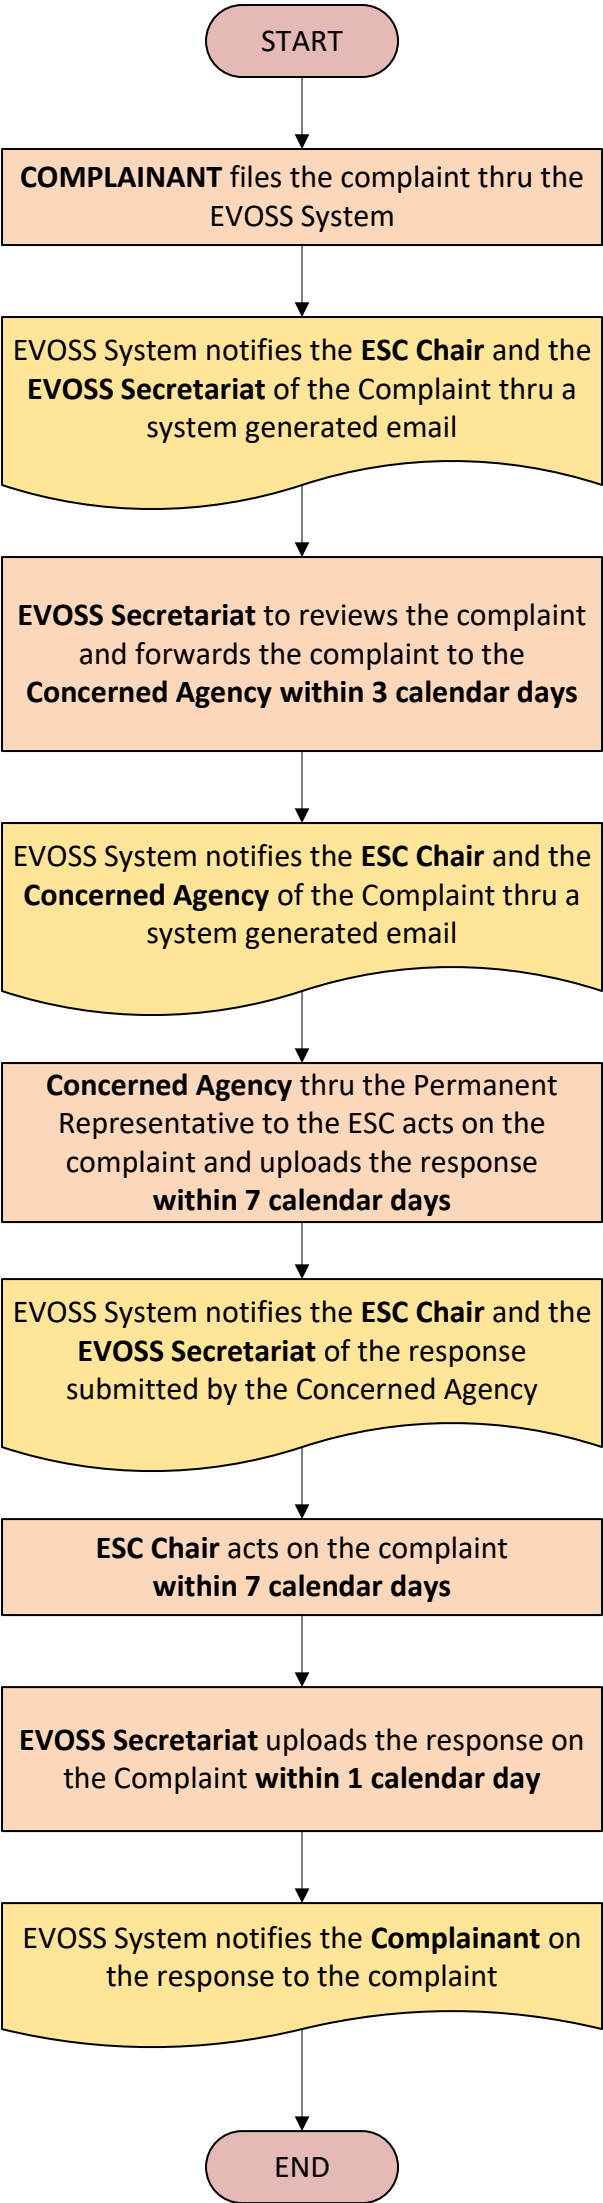 START
COMPLAINANT files the complaint thru the
EVOSS System
EVOSS System notifies the ESC Chair and the
EVOSS Secretariat of the Complaint thru a
system generated email
EVOSS Secretariat to reviews the complaint
and forwards the complaint to the
Concerned Agency within 3 calendar days
EVOSS System notifies the ESC Chair and the
Concerned Agency of the Complaint thru a
system generated email
Concerned Agency thru the Permanent
Representative to the ESC acts on the
complaint and uploads the response
within 7 calendar days
EVOSS System notifies the ESC Chair and the
EVOSS Secretariat of the response
submitted by the Concerned Agency
ESC Chair acts on the complaint
within 7 calendar days
EVOSS Secretariat uploads the response on
the Complaint within 1 calendar day
EVOSS System notifies the Complainant on
the response to the complaint
END